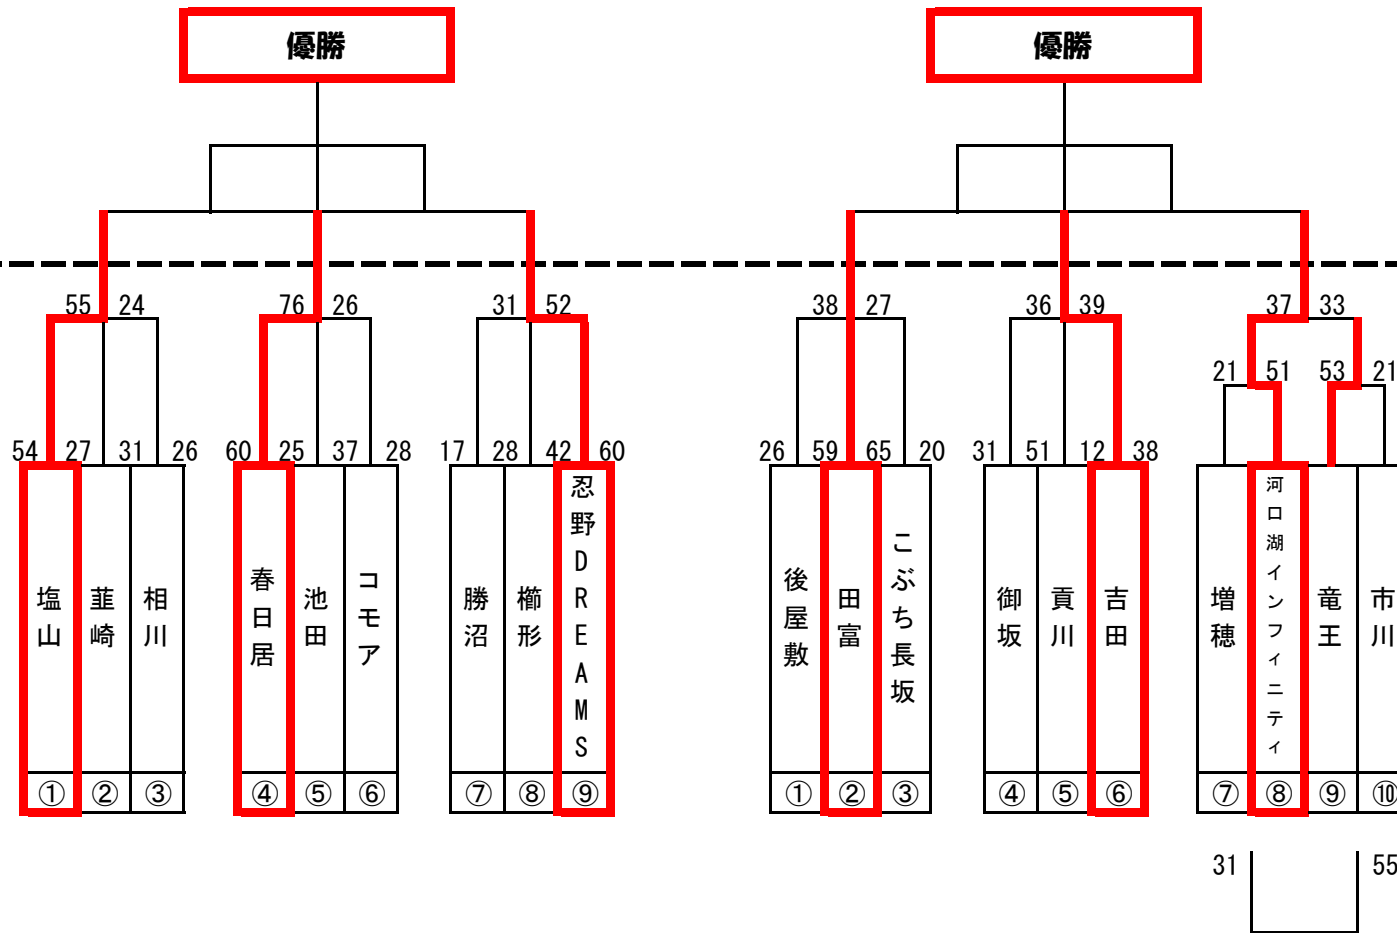 優勝 優勝
55 24 76 26 31 52 38 27 36 39 37 33
21 51 53 21
54 27 31 26 60 25 37 28 17 28 42 60 26 59 65 20 31 51 12 38
塩山
韮崎
相川
春日居
池田
コモア
勝沼
櫛形
忍野DREAMS
後屋敷
田富
こぶち長坂
御坂
貢川
吉田
増穂
河口湖インフィニティ
竜王
市川
① ② ③ ④ ⑤ ⑥ ⑦ ⑧ ⑨ ① ② ③ ④ ⑤ ⑥ ⑦ ⑧ ⑨ ⑩
31 55